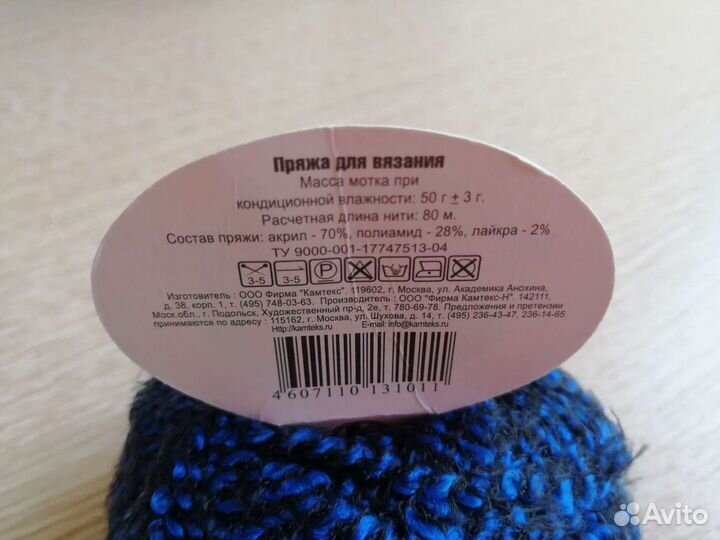 Пряжа для вязания
Масса мотка при
кондиционной влажности: 50 г ± 3 г.
Расчетная длина нити: 80 м.
Состав пряжи: акрил - 70%, полиамид - 28%, лайкра - 2%
ТУ 9000-001-17747513-04
3-5 3-5 P
Изготовитель : ООО Фирма "Камтекс". 119602, г. Москва, ул. Академика Анохина,
д. 38, корп. 1, т. (495) 748-03-63. Производитель : ООО "Фирма Камтекс-Н". 142111,
Моск.обл., г. Подольск, Художественный пр-д, 2е, т. 780-69-78. Предложения и претензии
принимаются по адресу : 115162, г. Москва, ул. Шухова, д. 14, т. (495) 236-43-47, 236-14-65
Http://kamteks.ru E-mail: info@kamteks.ru
4 607110 131011
Avito